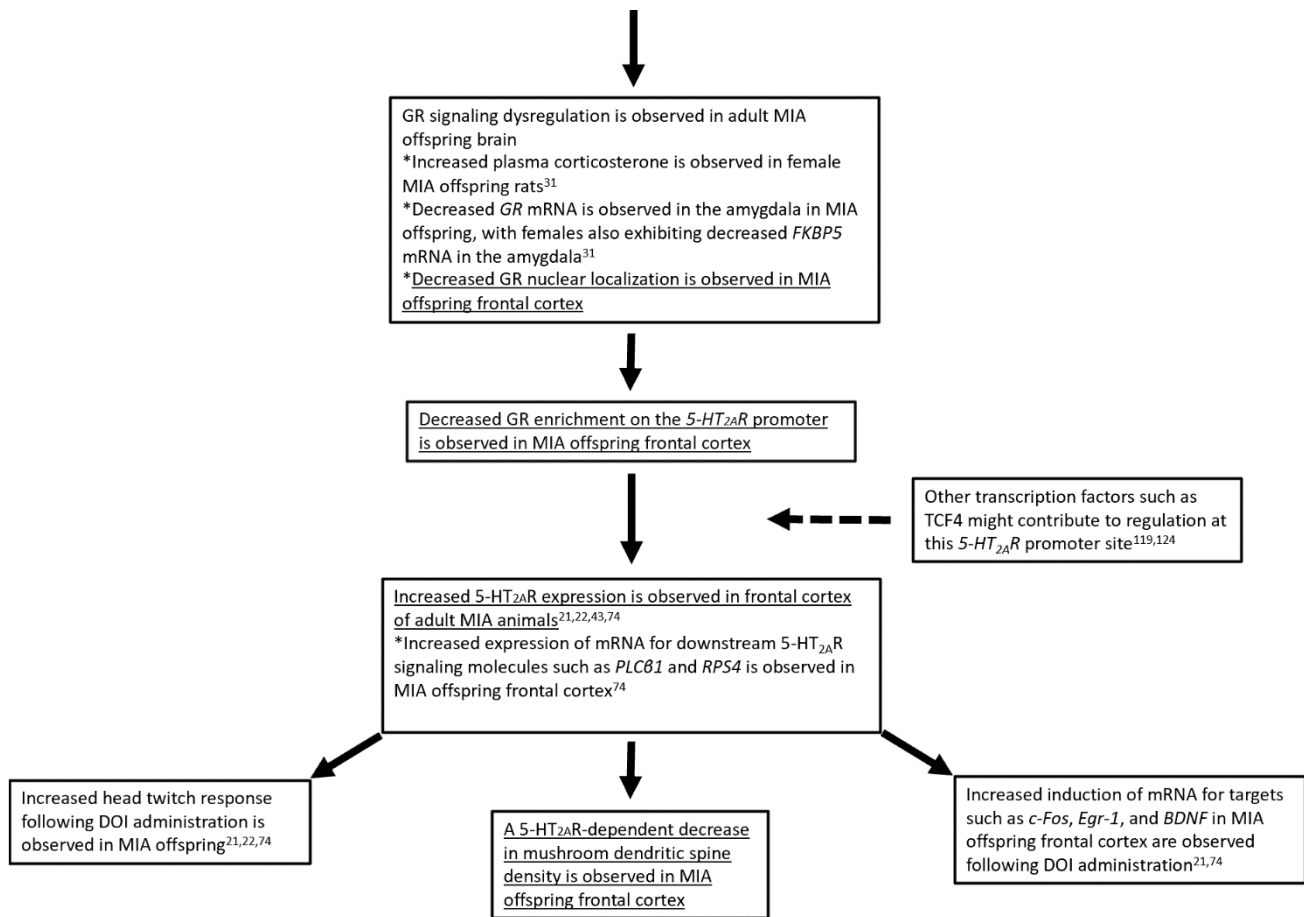 GR signaling dysregulation is observed in adult MIA
offspring brain
*Increased plasma corticosterone is observed in female
MIA offspring rats³¹
*Decreased GR mRNA is observed in the amygdala in MIA
offspring, with females also exhibiting decreased FKBP5
mRNA in the amygdala³¹
*Decreased GR nuclear localization is observed in MIA
offspring frontal cortex
Decreased GR enrichment on the 5-HT₂ₐR promoter
is observed in MIA offspring frontal cortex
Other transcription factors such as
TCF4 might contribute to regulation at
this 5-HT₂ₐR promoter site¹¹⁹,¹²⁴
Increased 5-HT₂ₐR expression is observed in frontal cortex
of adult MIA animals²¹,²²,⁴³,⁷⁴
*Increased expression of mRNA for downstream 5-HT₂ₐR
signaling molecules such as PLCβ1 and RPS4 is observed in
MIA offspring frontal cortex⁷⁴
Increased head twitch response
following DOI administration is
observed in MIA offspring²¹,²²,⁷⁴
A 5-HT₂ₐR-dependent decrease
in mushroom dendritic spine
density is observed in MIA
offspring frontal cortex
Increased induction of mRNA for targets
such as c-Fos, Egr-1, and BDNF in MIA
offspring frontal cortex are observed
following DOI administration²¹,⁷⁴